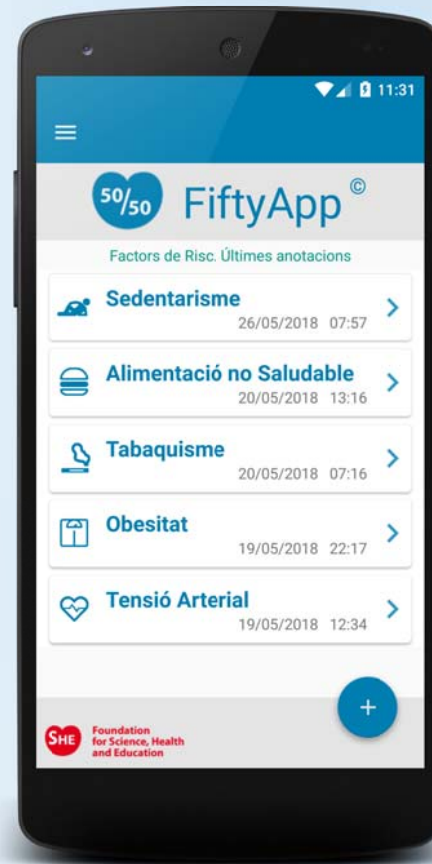 11:31
50/50 FiftyApp ©
Factors de Risc. Últimes anotacions
Sedentarisme
26/05/2018 07:57
Alimentació no Saludable
20/05/2018 13:16
Tabaquisme
20/05/2018 07:16
Obesitat
19/05/2018 22:17
Tensió Arterial
19/05/2018 12:34
+
SHE Foundation
for Science, Health
and Education